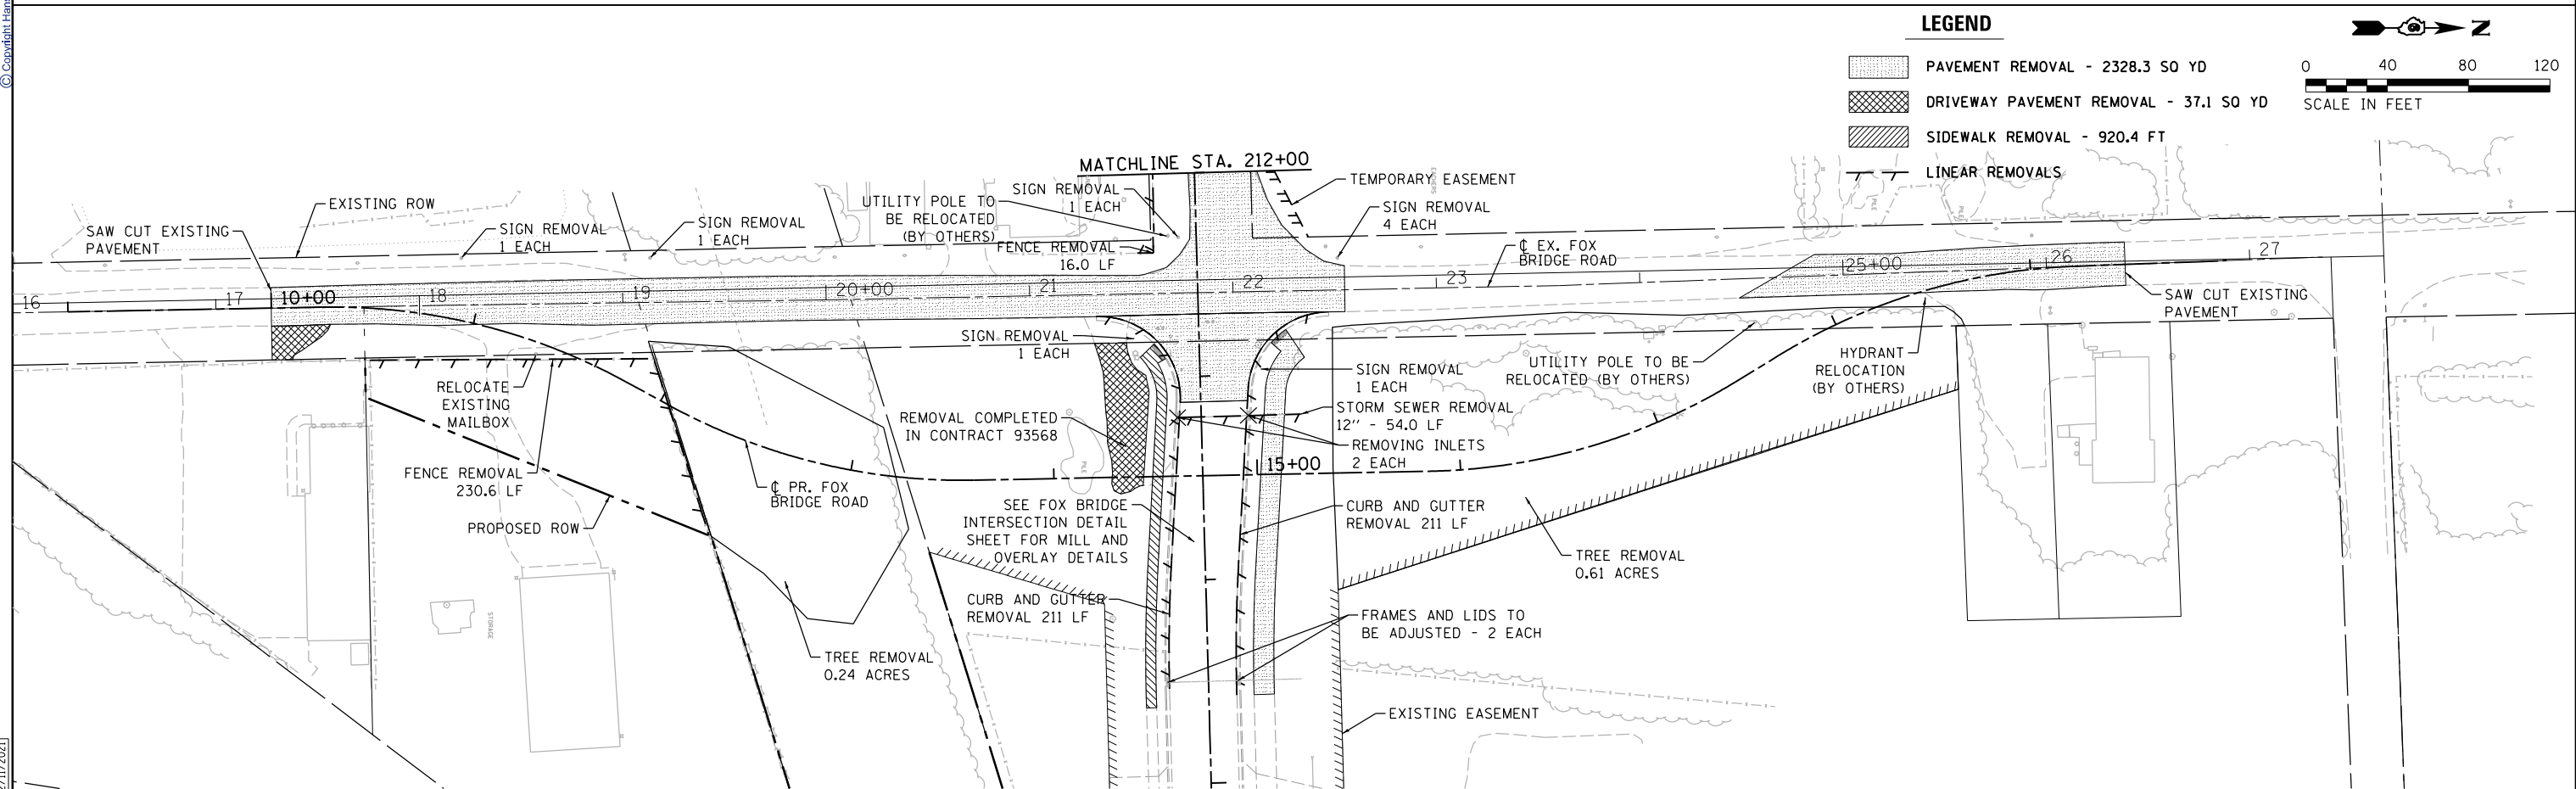 © Copyright Hans
LEGEND
PAVEMENT REMOVAL - 2328.3 SQ YD
DRIVEWAY PAVEMENT REMOVAL - 37.1 SQ YD
SIDEWALK REMOVAL - 920.4 FT
LINEAR REMOVALS
N
0 40 80 120
SCALE IN FEET
MATCHLINE STA. 212+00
EXISTING ROW
SAW CUT EXISTING
PAVEMENT
SIGN REMOVAL
1 EACH
SIGN REMOVAL
1 EACH
UTILITY POLE TO
BE RELOCATED
(BY OTHERS)
SIGN REMOVAL
1 EACH
FENCE REMOVAL
16.0 LF
TEMPORARY EASEMENT
SIGN REMOVAL
4 EACH
℄ EX. FOX
BRIDGE ROAD
16 17 10+00 18 19 20+00 21 22 23 25+00 26 27
SAW CUT EXISTING
PAVEMENT
SIGN REMOVAL
1 EACH
RELOCATE
EXISTING
MAILBOX
FENCE REMOVAL
230.6 LF
PROPOSED ROW
℄ PR. FOX
BRIDGE ROAD
REMOVAL COMPLETED
IN CONTRACT 93568
PILE
PILE
PILE
SIGN REMOVAL
1 EACH
STORM SEWER REMOVAL
12" - 54.0 LF
REMOVING INLETS
2 EACH
15+00
UTILITY POLE TO BE
RELOCATED (BY OTHERS)
HYDRANT
RELOCATION
(BY OTHERS)
SEE FOX BRIDGE
INTERSECTION DETAIL
SHEET FOR MILL AND
OVERLAY DETAILS
CURB AND GUTTER
REMOVAL 211 LF
TREE REMOVAL
0.61 ACRES
CURB AND GUTTER
REMOVAL 211 LF
FRAMES AND LIDS TO
BE ADJUSTED - 2 EACH
TREE REMOVAL
0.24 ACRES
STORAGE
EXISTING EASEMENT